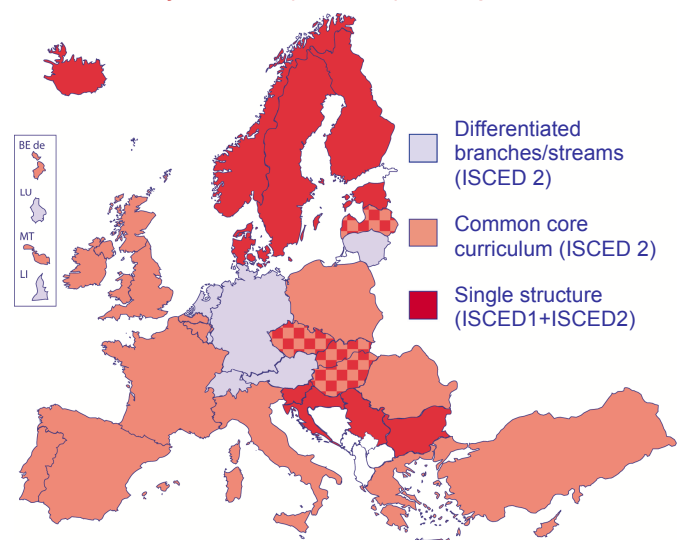 BE de
LU
MT
LI
Differentiated
branches/streams
(ISCED 2)
Common core
curriculum (ISCED 2)
Single structure
(ISCED1+ISCED2)